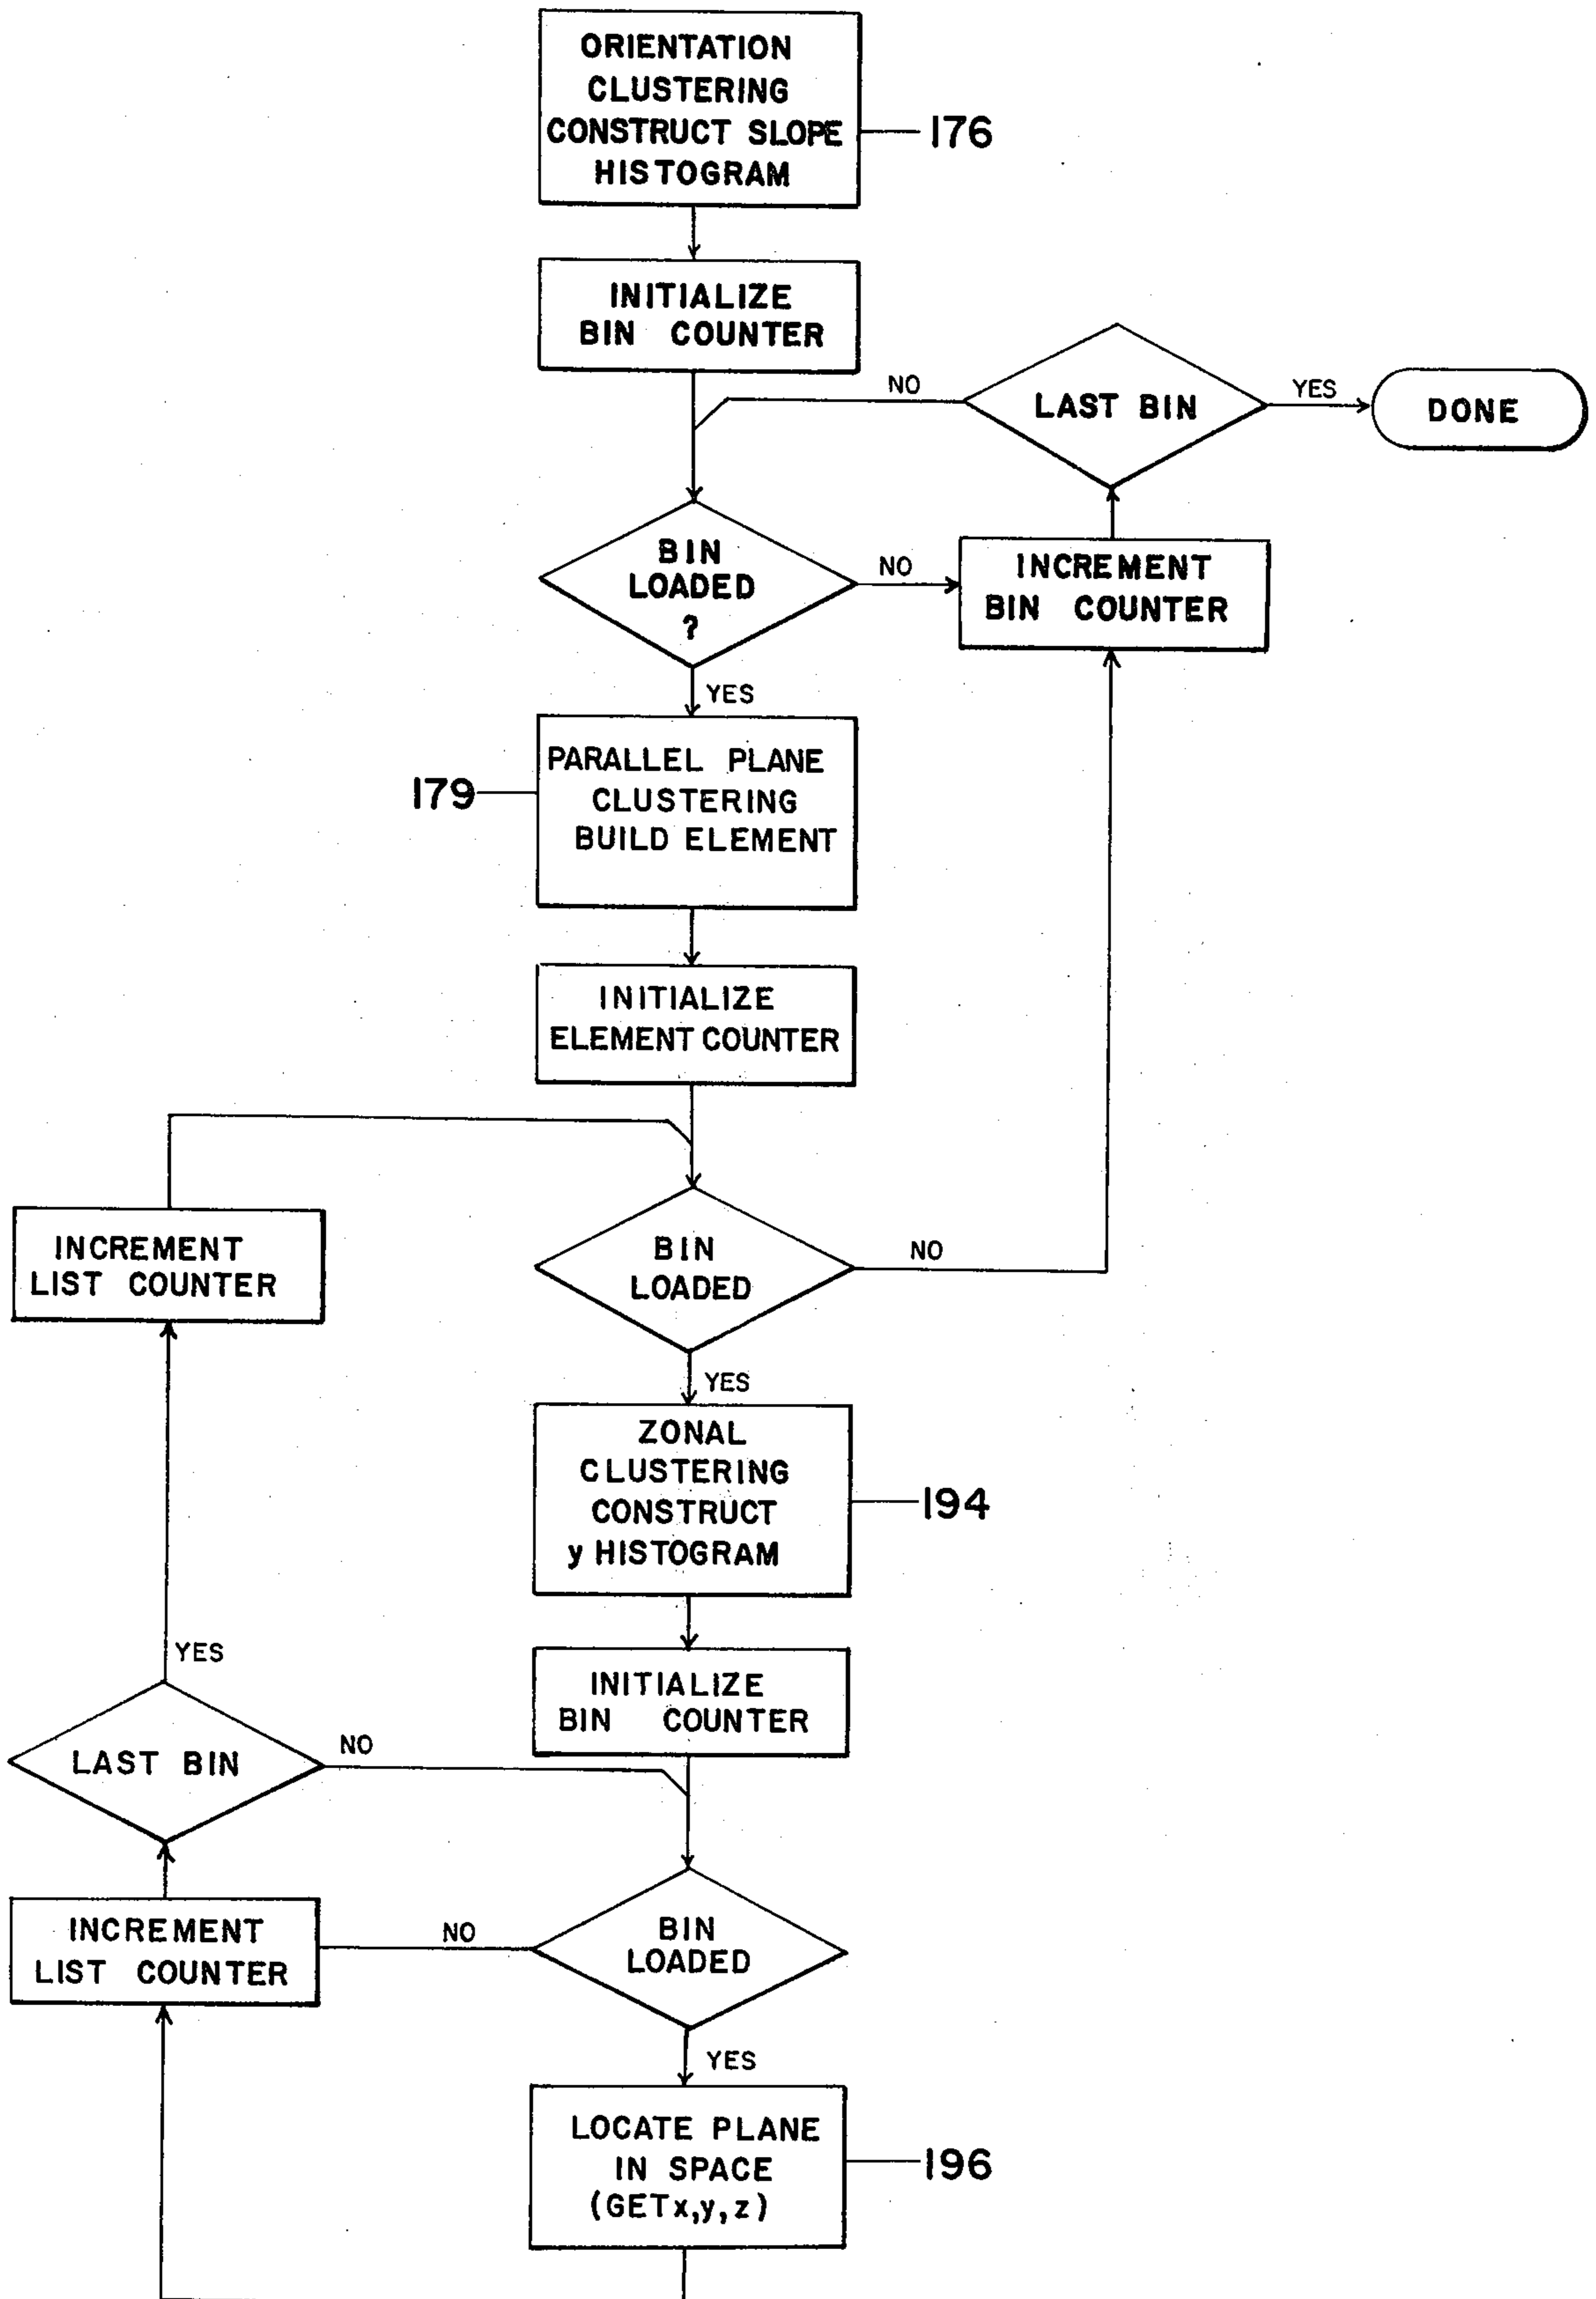 ORIENTATION
CLUSTERING
CONSTRUCT SLOPE
HISTOGRAM
176
INITIALIZE
BIN COUNTER
NO
LAST BIN
YES
DONE
BIN
LOADED
?
NO
INCREMENT
BIN COUNTER
YES
179
PARALLEL PLANE
CLUSTERING
BUILD ELEMENT
INITIALIZE
ELEMENT COUNTER
INCREMENT
LIST COUNTER
BIN
LOADED
NO
YES
ZONAL
CLUSTERING
CONSTRUCT
y HISTOGRAM
194
YES
INITIALIZE
BIN COUNTER
LAST BIN
NO
INCREMENT
LIST COUNTER
NO
BIN
LOADED
YES
LOCATE PLANE
IN SPACE
(GET x,y,z)
196